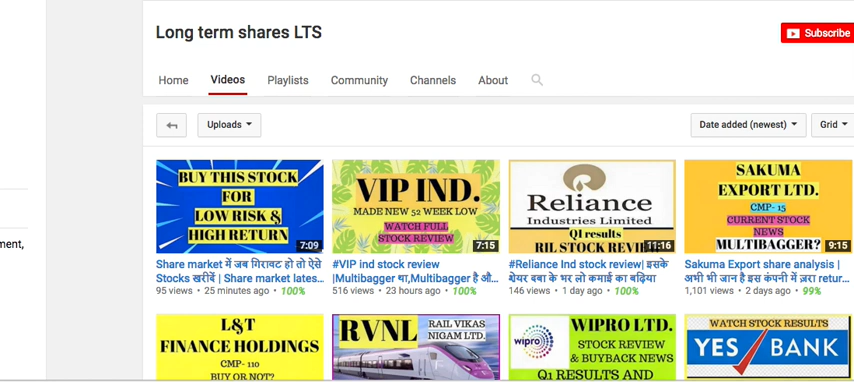 Long term shares LTS
Subscribe
Home Videos Playlists Community Channels About
Uploads
Date added (newest) Grid
ment,
BUY THIS STOCK
FOR
LOW RISK &
HIGH RETURN
7:09
Share market में जब गिरावट हो तो ऐसे
Stocks खरीदें | Share market lates...
95 views • 25 minutes ago • 100%
VIP IND.
MADE NEW 52 WEEK LOW
WATCH FULL
STOCK REVIEW
7:15
#VIP ind stock review
|Multibagger था,Multibagger है औ...
516 views • 23 hours ago • 100%
Reliance
Industries Limited
Q1 results
RIL STOCK REVIE
11:16
#Reliance Ind stock review| इसके
शेयर दबा के भर लो कमाई का बढ़िया
146 views • 1 day ago • 100%
SAKUMA
EXPORT LTD.
CMP- 15
CURRENT STOCK
NEWS
MULTIBAGGER?
9:15
Sakuma Export share analysis |
अभी भी जान है इस कंपनी में ज़रा retur...
1,101 views • 2 days ago • 99%
L&T
FINANCE HOLDINGS
CMP- 110
BUY OR NOT?
RVNL
RAIL VIKAS
NIGAM LTD.
wipro
WIPRO LTD.
STOCK REVIEW
& BUYBACK NEWS
Q1 RESULTS AND
WATCH STOCK RESULTS
YES BANK